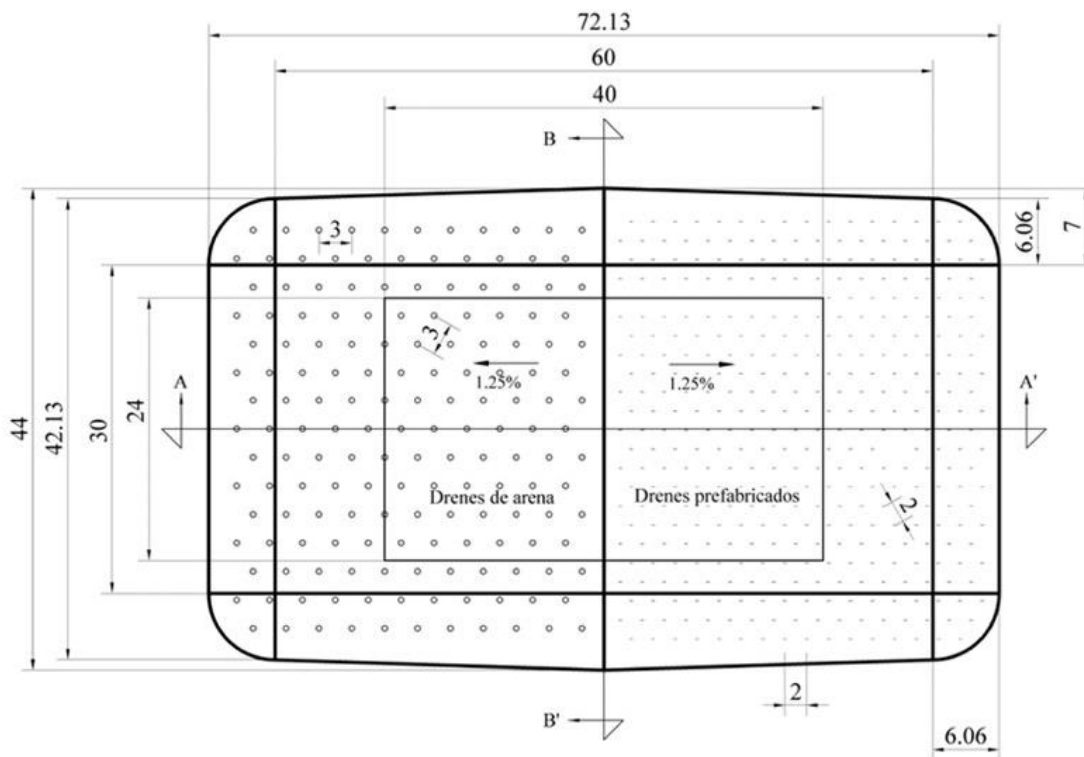 72.13
60
40
B
3
6.06
7
3
1.25%
1.25%
A
A'
44
42.13
30
24
Drenes de arena
Drenes prefabricados
2
2
B'
6.06